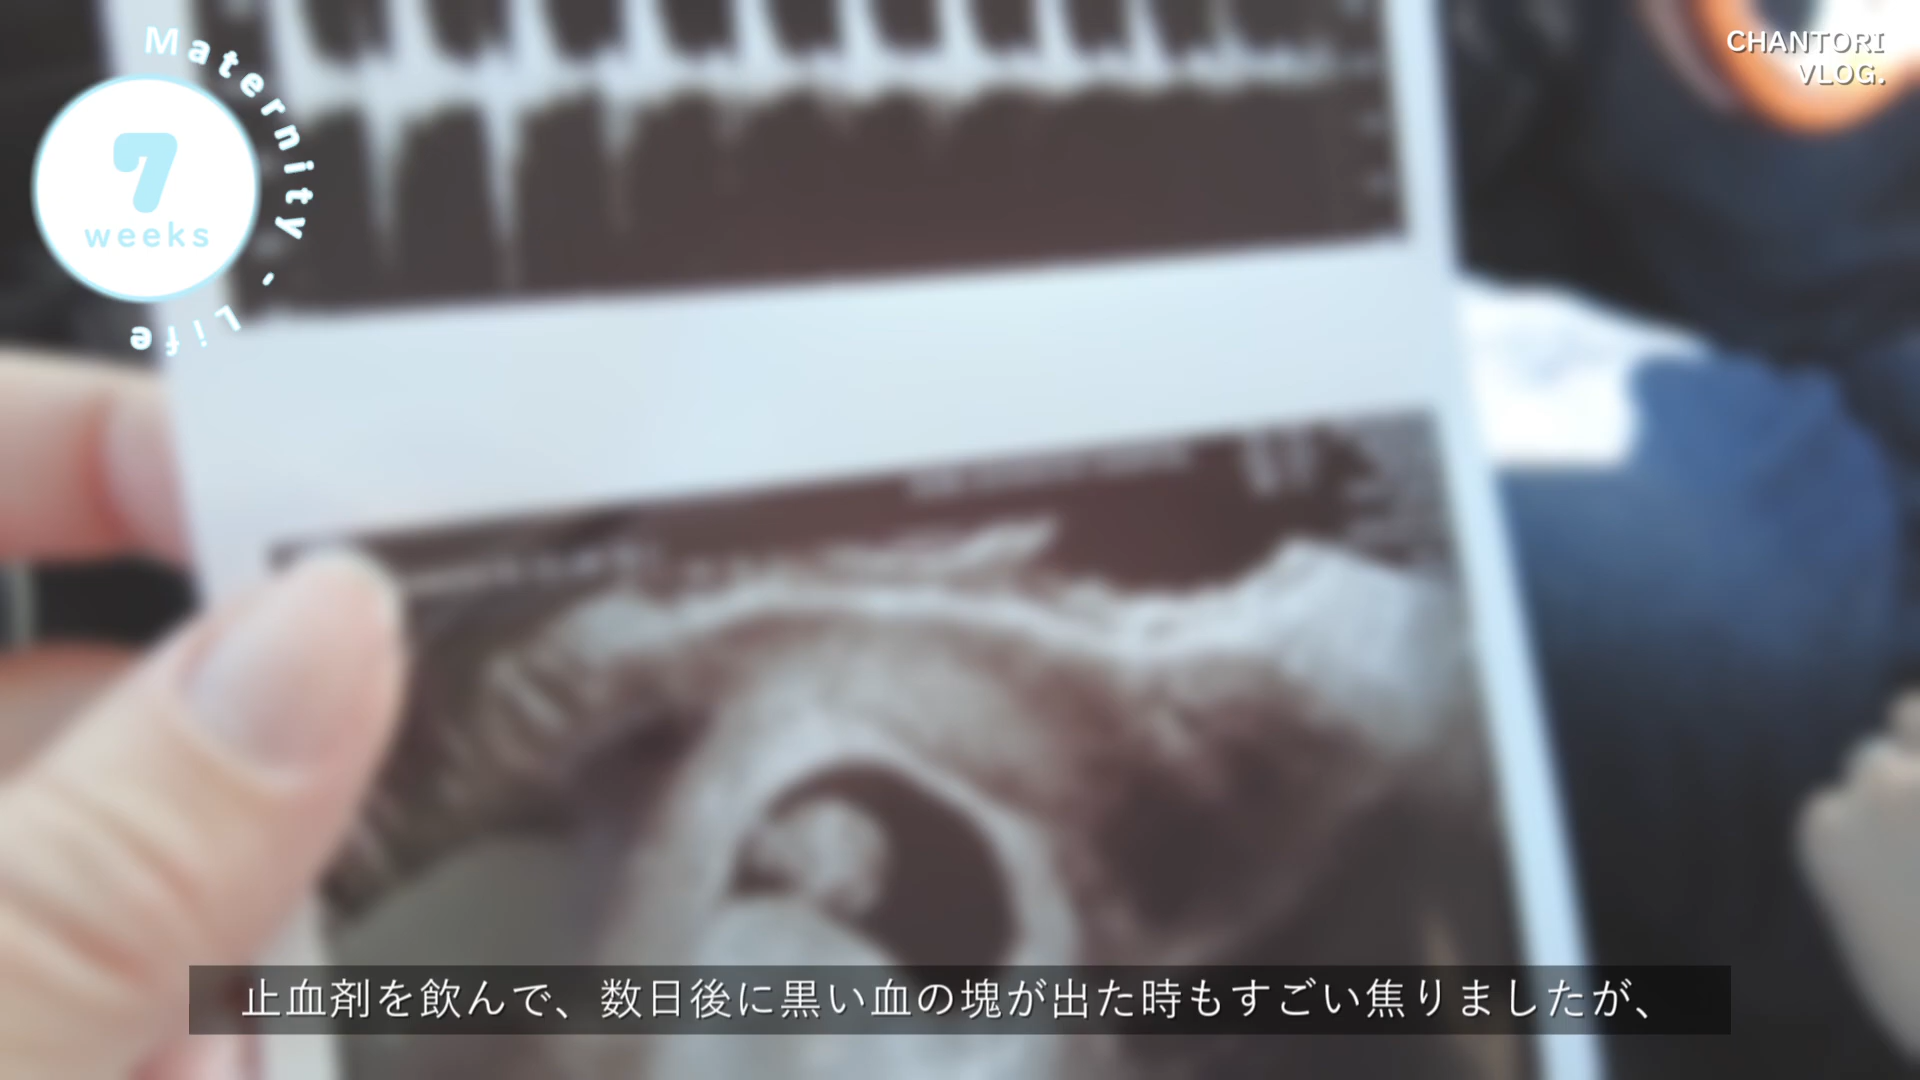 Maternity - Life
7
weeks
CHANTORI
VLOG.
止血剤を飲んで、数日後に黒い血の塊が出た時もすごい焦りましたが、